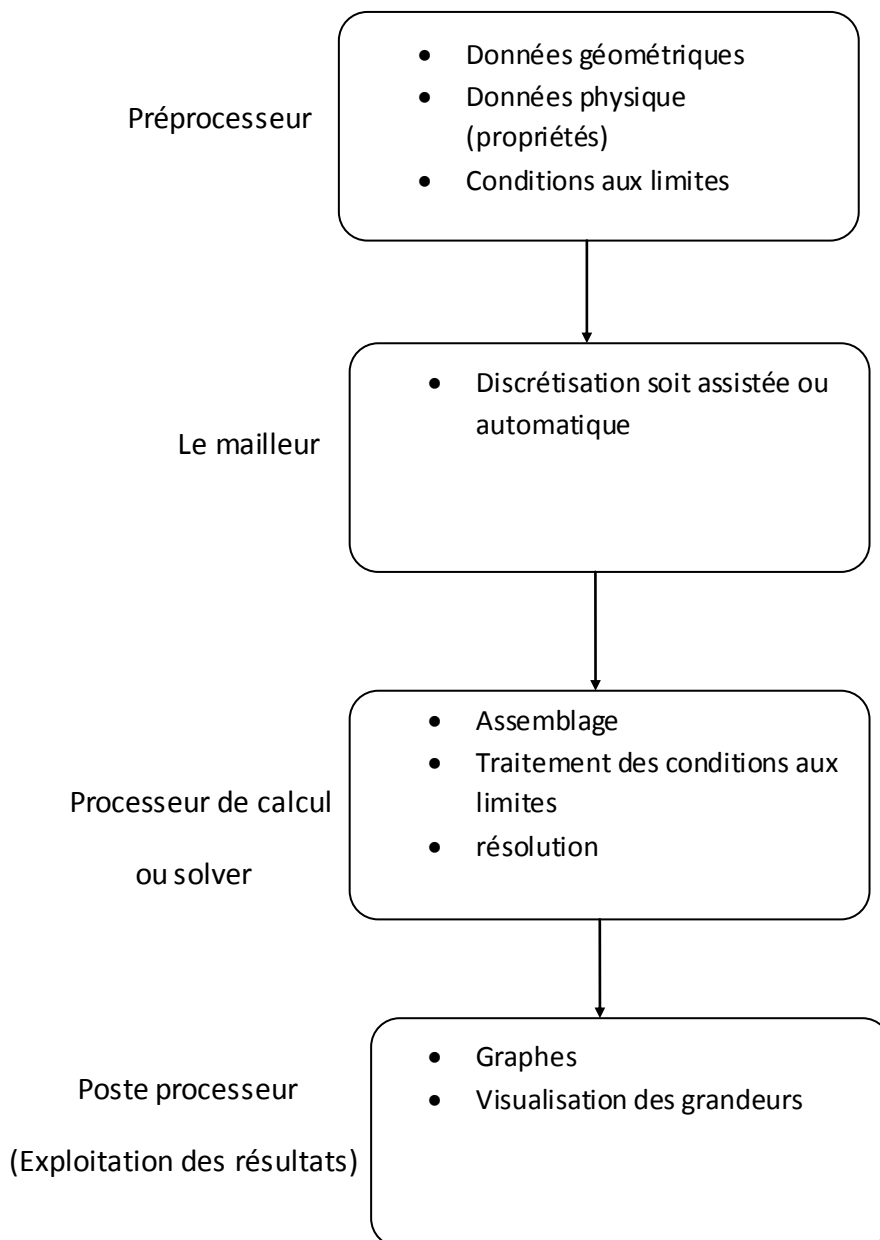 Préprocesseur
• Données géométriques
• Données physique
(propriétés)
• Conditions aux limites
Le mailleur
• Discrétisation soit assistée ou
automatique
Processeur de calcul
ou solver
• Assemblage
• Traitement des conditions aux
limites
• résolution
Poste processeur
(Exploitation des résultats)
• Graphes
• Visualisation des grandeurs